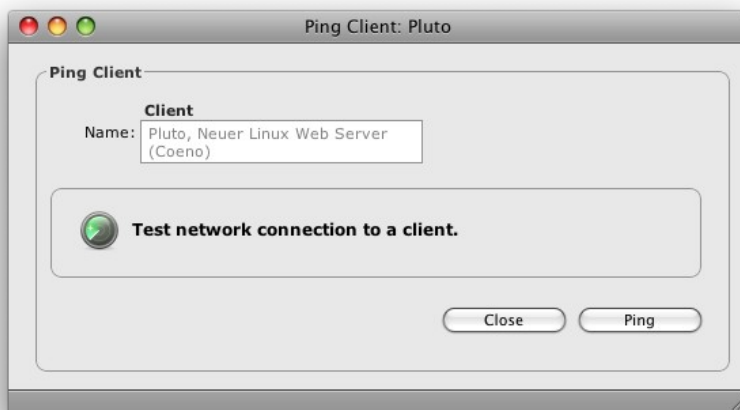 Ping Client: Pluto
Ping Client
Client
Name: Pluto, Neuer Linux Web Server
(Coeno)
Test network connection to a client.
Close Ping